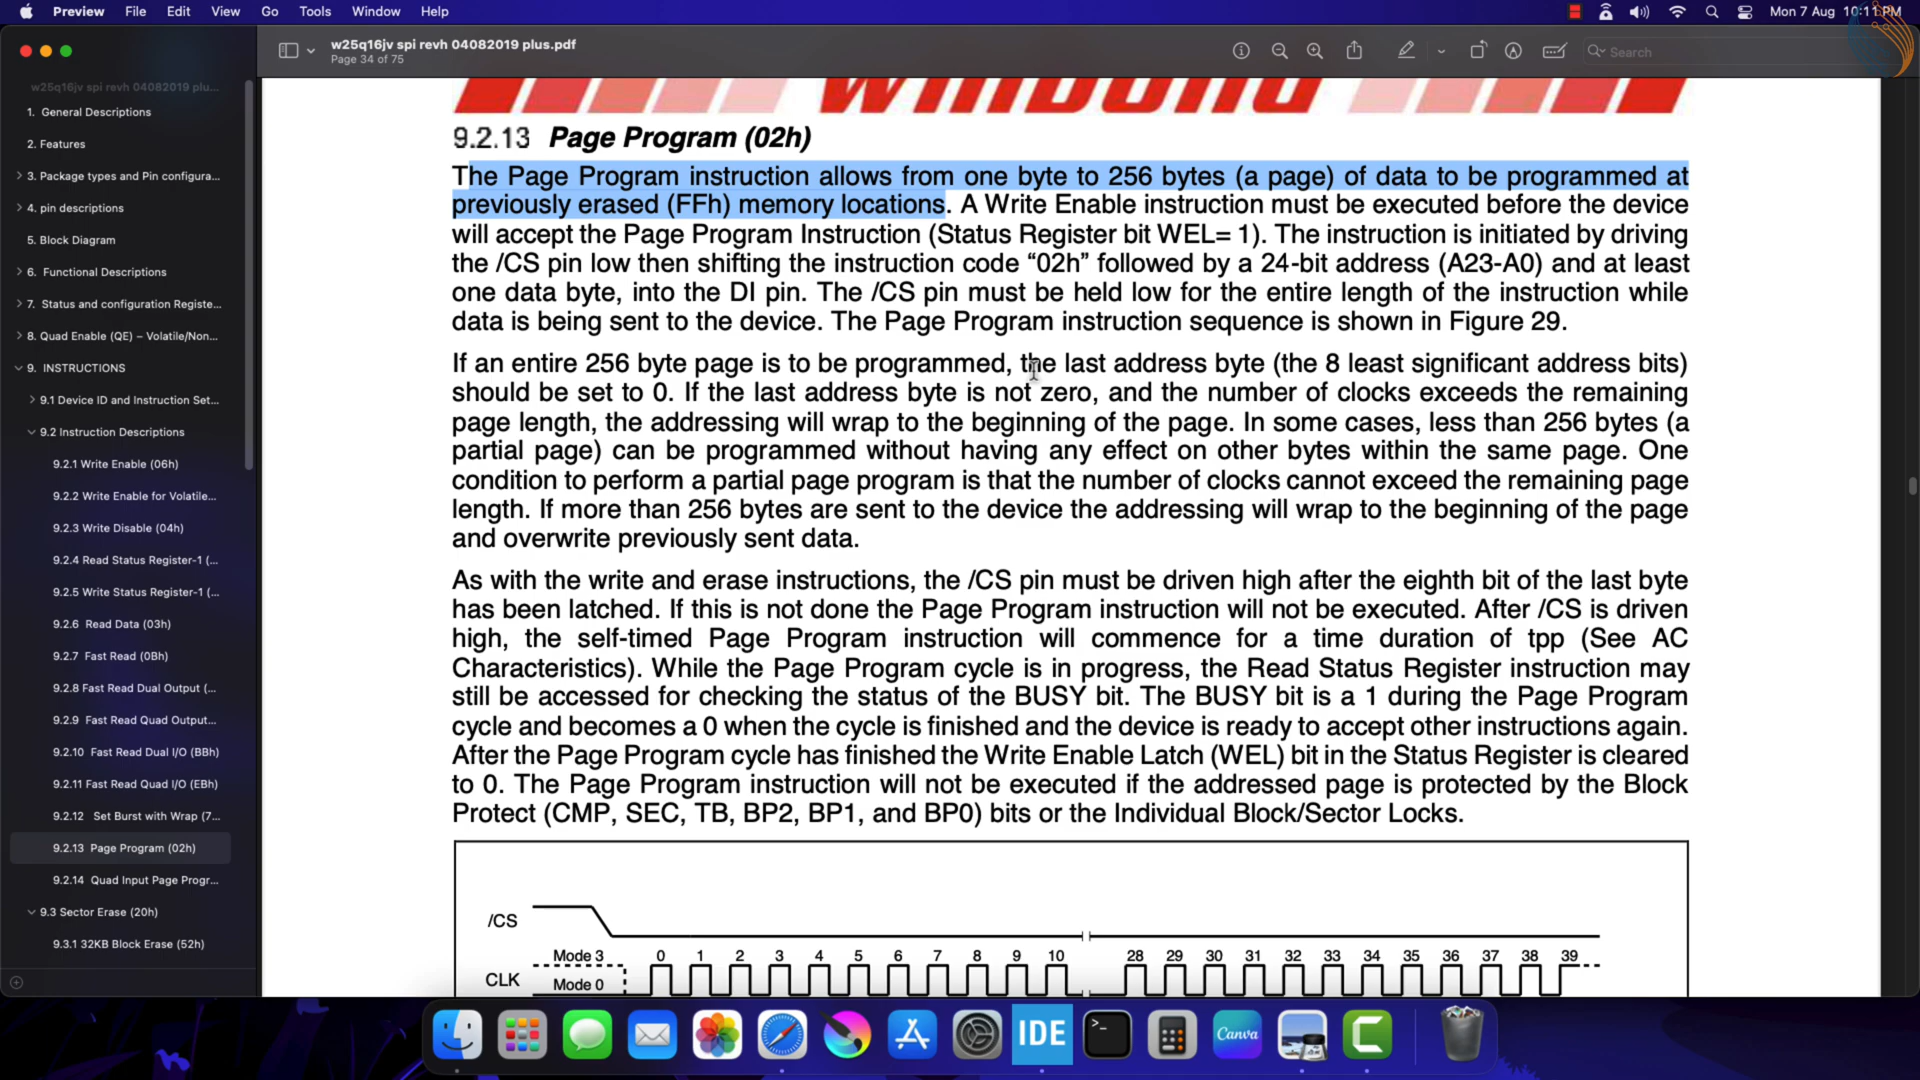 Preview File Edit View Go Tools Window Help Mon 7 Aug 10:11 PM
w25q16jv spi revh 04082019 plus.pdf
Page 34 of 75
Search
w25q16jv spi revh 04082019 plu...
1. General Descriptions
2. Features
3. Package types and Pin configura...
4. pin descriptions
5. Block Diagram
6. Functional Descriptions
7. Status and configuration Registe...
8. Quad Enable (QE) – Volatile/Non...
9. INSTRUCTIONS
9.1 Device ID and Instruction Set...
9.2 Instruction Descriptions
9.2.1 Write Enable (06h)
9.2.2 Write Enable for Volatile...
9.2.3 Write Disable (04h)
9.2.4 Read Status Register-1 (...
9.2.5 Write Status Register-1 (...
9.2.6 Read Data (03h)
9.2.7 Fast Read (0Bh)
9.2.8 Fast Read Dual Output (...
9.2.9 Fast Read Quad Output...
9.2.10 Fast Read Dual I/O (BBh)
9.2.11 Fast Read Quad I/O (EBh)
9.2.12 Set Burst with Wrap (7...
9.2.13 Page Program (02h)
9.2.14 Quad Input Page Progr...
9.3 Sector Erase (20h)
9.3.1 32KB Block Erase (52h)
winbond
9.2.13 Page Program (02h)
The Page Program instruction allows from one byte to 256 bytes (a page) of data to be programmed at
previously erased (FFh) memory locations. A Write Enable instruction must be executed before the device
will accept the Page Program Instruction (Status Register bit WEL= 1). The instruction is initiated by driving
the /CS pin low then shifting the instruction code “02h” followed by a 24-bit address (A23-A0) and at least
one data byte, into the DI pin. The /CS pin must be held low for the entire length of the instruction while
data is being sent to the device. The Page Program instruction sequence is shown in Figure 29.
If an entire 256 byte page is to be programmed, the last address byte (the 8 least significant address bits)
should be set to 0. If the last address byte is not zero, and the number of clocks exceeds the remaining
page length, the addressing will wrap to the beginning of the page. In some cases, less than 256 bytes (a
partial page) can be programmed without having any effect on other bytes within the same page. One
condition to perform a partial page program is that the number of clocks cannot exceed the remaining page
length. If more than 256 bytes are sent to the device the addressing will wrap to the beginning of the page
and overwrite previously sent data.
As with the write and erase instructions, the /CS pin must be driven high after the eighth bit of the last byte
has been latched. If this is not done the Page Program instruction will not be executed. After /CS is driven
high, the self-timed Page Program instruction will commence for a time duration of tpp (See AC
Characteristics). While the Page Program cycle is in progress, the Read Status Register instruction may
still be accessed for checking the status of the BUSY bit. The BUSY bit is a 1 during the Page Program
cycle and becomes a 0 when the cycle is finished and the device is ready to accept other instructions again.
After the Page Program cycle has finished the Write Enable Latch (WEL) bit in the Status Register is cleared
to 0. The Page Program instruction will not be executed if the addressed page is protected by the Block
Protect (CMP, SEC, TB, BP2, BP1, and BP0) bits or the Individual Block/Sector Locks.
/CS
Mode 3 0 1 2 3 4 5 6 7 8 9 10 28 29 30 31 32 33 34 35 36 37 38 39
CLK Mode 0
IDE Canva